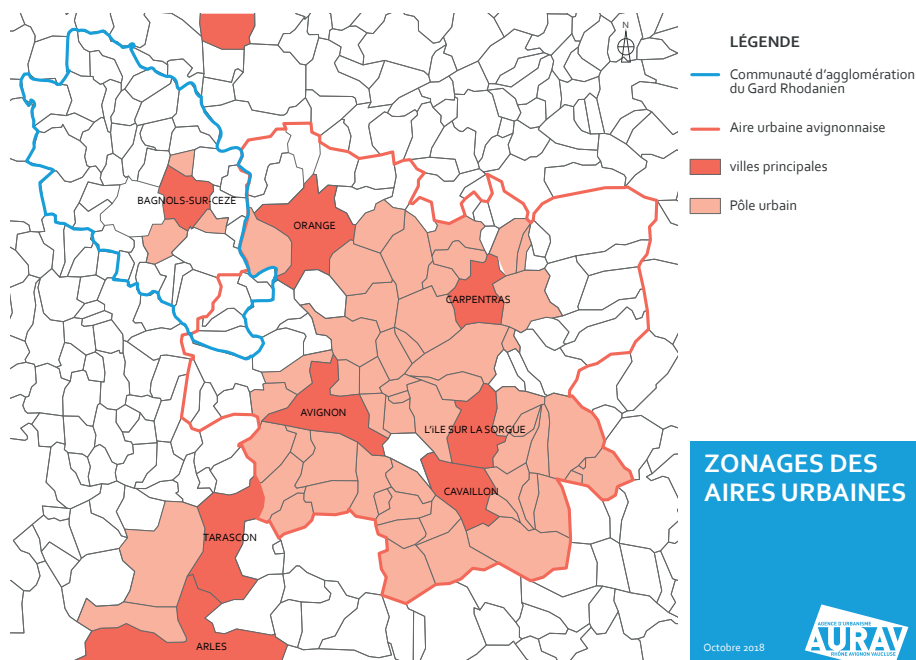 N
LÉGENDE
Communauté d'agglomération
du Gard Rhodanien
Aire urbaine avignonnaise
villes principales
Pôle urbain
BAGNOLS-SUR-CEZE
ORANGE
CARPENTRAS
AVIGNON
L'iLE SUR LA SORGUE
CAVAILLON
TARASCON
ARLES
ZONAGES DES
AIRES URBAINES
Octobre 2018
AGENCE D'URBANISME
AURAV
RHÔNE AVIGNON VAUCLUSE